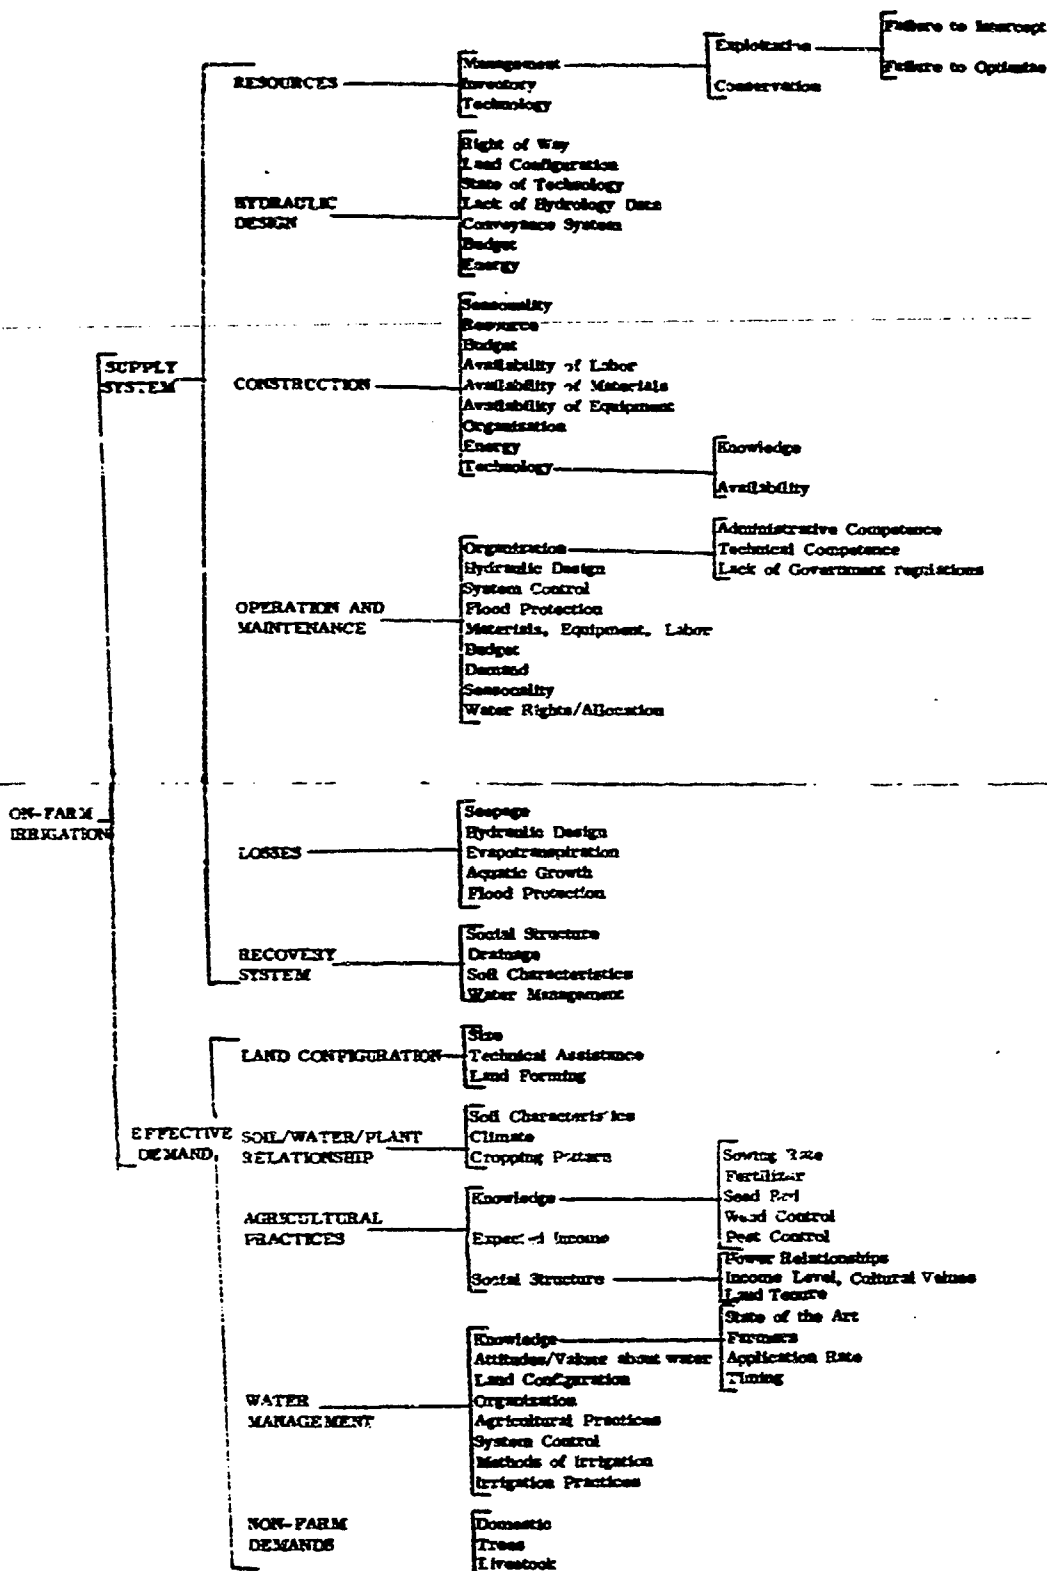 Failure to Intercept
Exploitation
Management
Failure to Optimize
RESOURCES
Inventory
Conservation
Technology
Right of Way
Land Configuration
State of Technology
HYDRAULIC
DESIGN
Lack of Hydrology Data
Conveyance System
Budget
Energy
Seasonality
Resource
Budget
SUPPLY
SYSTEM
Availability of Labor
CONSTRUCTION
Availability of Materials
Availability of Equipment
Organization
Energy
Technology
Knowledge
Availability
Administrative Competence
Technical Competence
Lack of Government regulations
Organization
Hydraulic Design
System Control
OPERATION AND
MAINTENANCE
Flood Protection
Materials, Equipment, Labor
Budget
Demand
Seasonality
Water Rights/Allocation
ON-FARM
IRRIGATION
LOSSES
Seepage
Hydraulic Design
Evapotranspiration
Aquatic Growth
Flood Protection
RECOVERY
SYSTEM
Social Structure
Drainage
Soil Characteristics
Water Management
LAND CONFIGURATION
Size
Technical Assistance
Land Forming
EFFECTIVE
DEMAND
SOIL/WATER/PLANT
RELATIONSHIP
Soil Characteristics
Climate
Cropping Pattern
AGRICULTURAL
PRACTICES
Knowledge
Expected Income
Social Structure
Sowing Rate
Fertilizer
Seed Bed
Weed Control
Pest Control
Power Relationships
Income Level, Cultural Values
Land Tenure
WATER
MANAGEMENT
Knowledge
Attitudes/Values about water
Land Configuration
Organization
Agricultural Practices
System Control
Methods of Irrigation
Irrigation Practices
State of the Art
Farmers
Application Rate
Timing
NON-FARM
DEMANDS
Domestic
Trees
Livestock